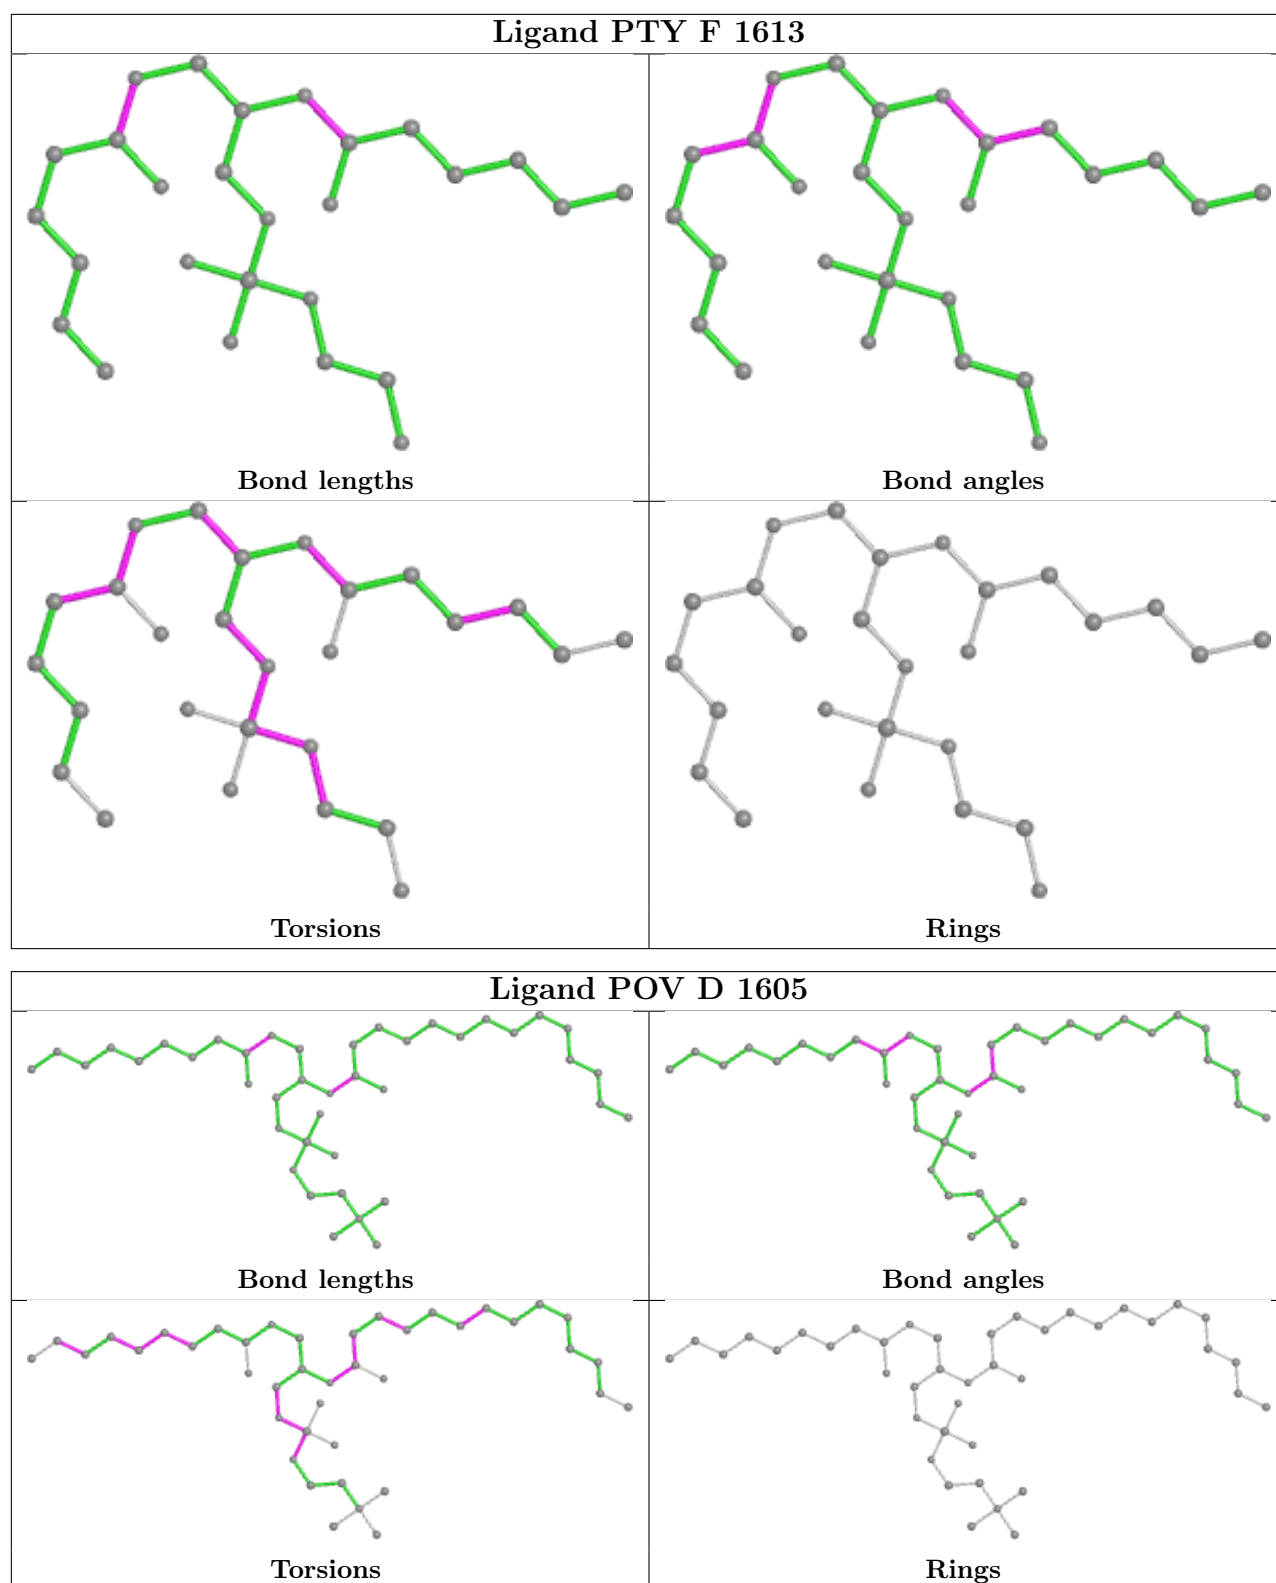 Ligand PTY F 1613
Bond lengths
Bond angles
Torsions
Rings
Ligand POV D 1605
Bond lengths
Bond angles
Torsions
Rings